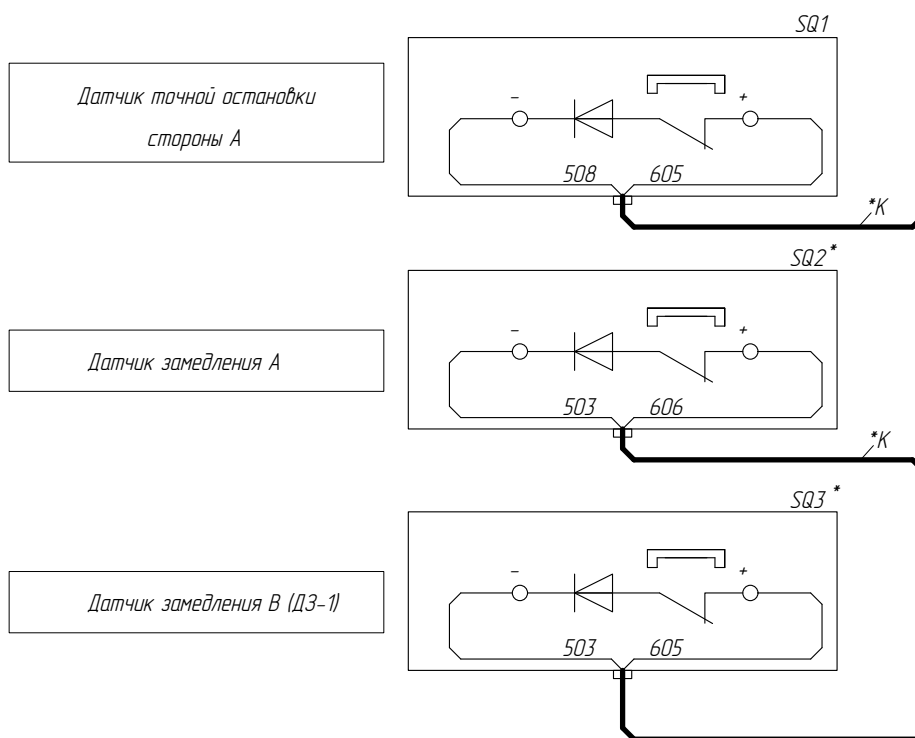 SQ1
Датчик точной остановки
стороны А
- +
508 605
*К
SQ2*
Датчик замедления А
- +
503 606
*К
SQ3*
Датчик замедления В (ДЗ-1)
- +
503 605